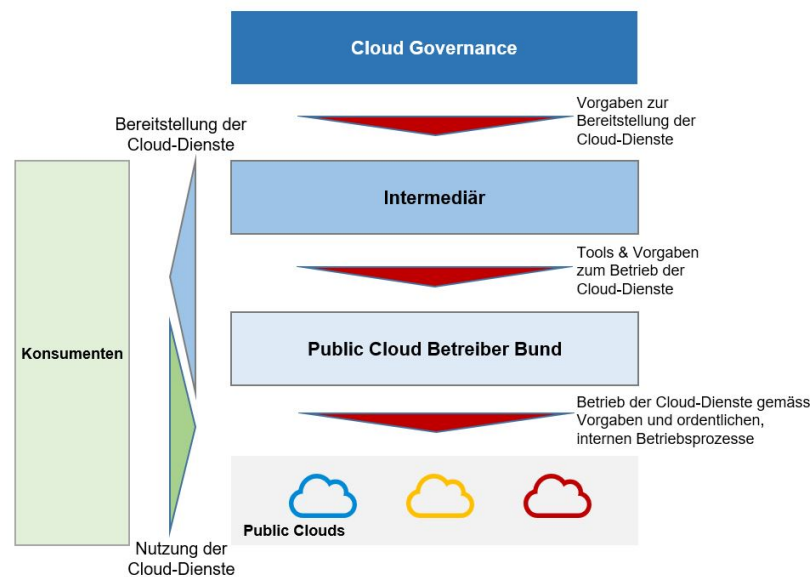 Cloud Governance
Vorgaben zur
Bereitstellung der
Cloud-Dienste
Bereitstellung der
Cloud-Dienste
Intermediär
Tools & Vorgaben
zum Betrieb der
Cloud-Dienste
Konsumenten
Public Cloud Betreiber Bund
Betrieb der Cloud-Dienste gemäss
Vorgaben und ordentlichen,
internen Betriebsprozesse
Public Clouds
Nutzung der
Cloud-Dienste